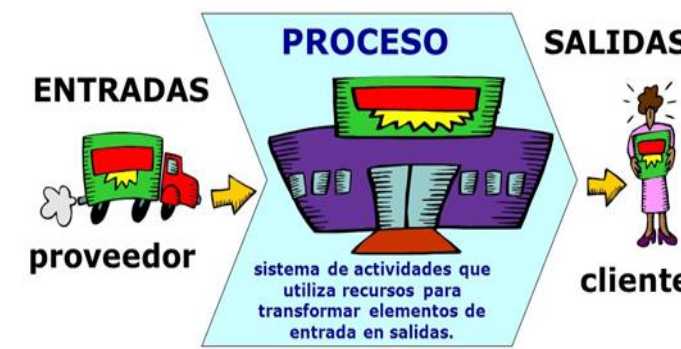 ENTRADAS
proveedor
PROCESO
sistema de actividades que
utiliza recursos para
transformar elementos de
entrada en salidas.
SALIDAS
cliente